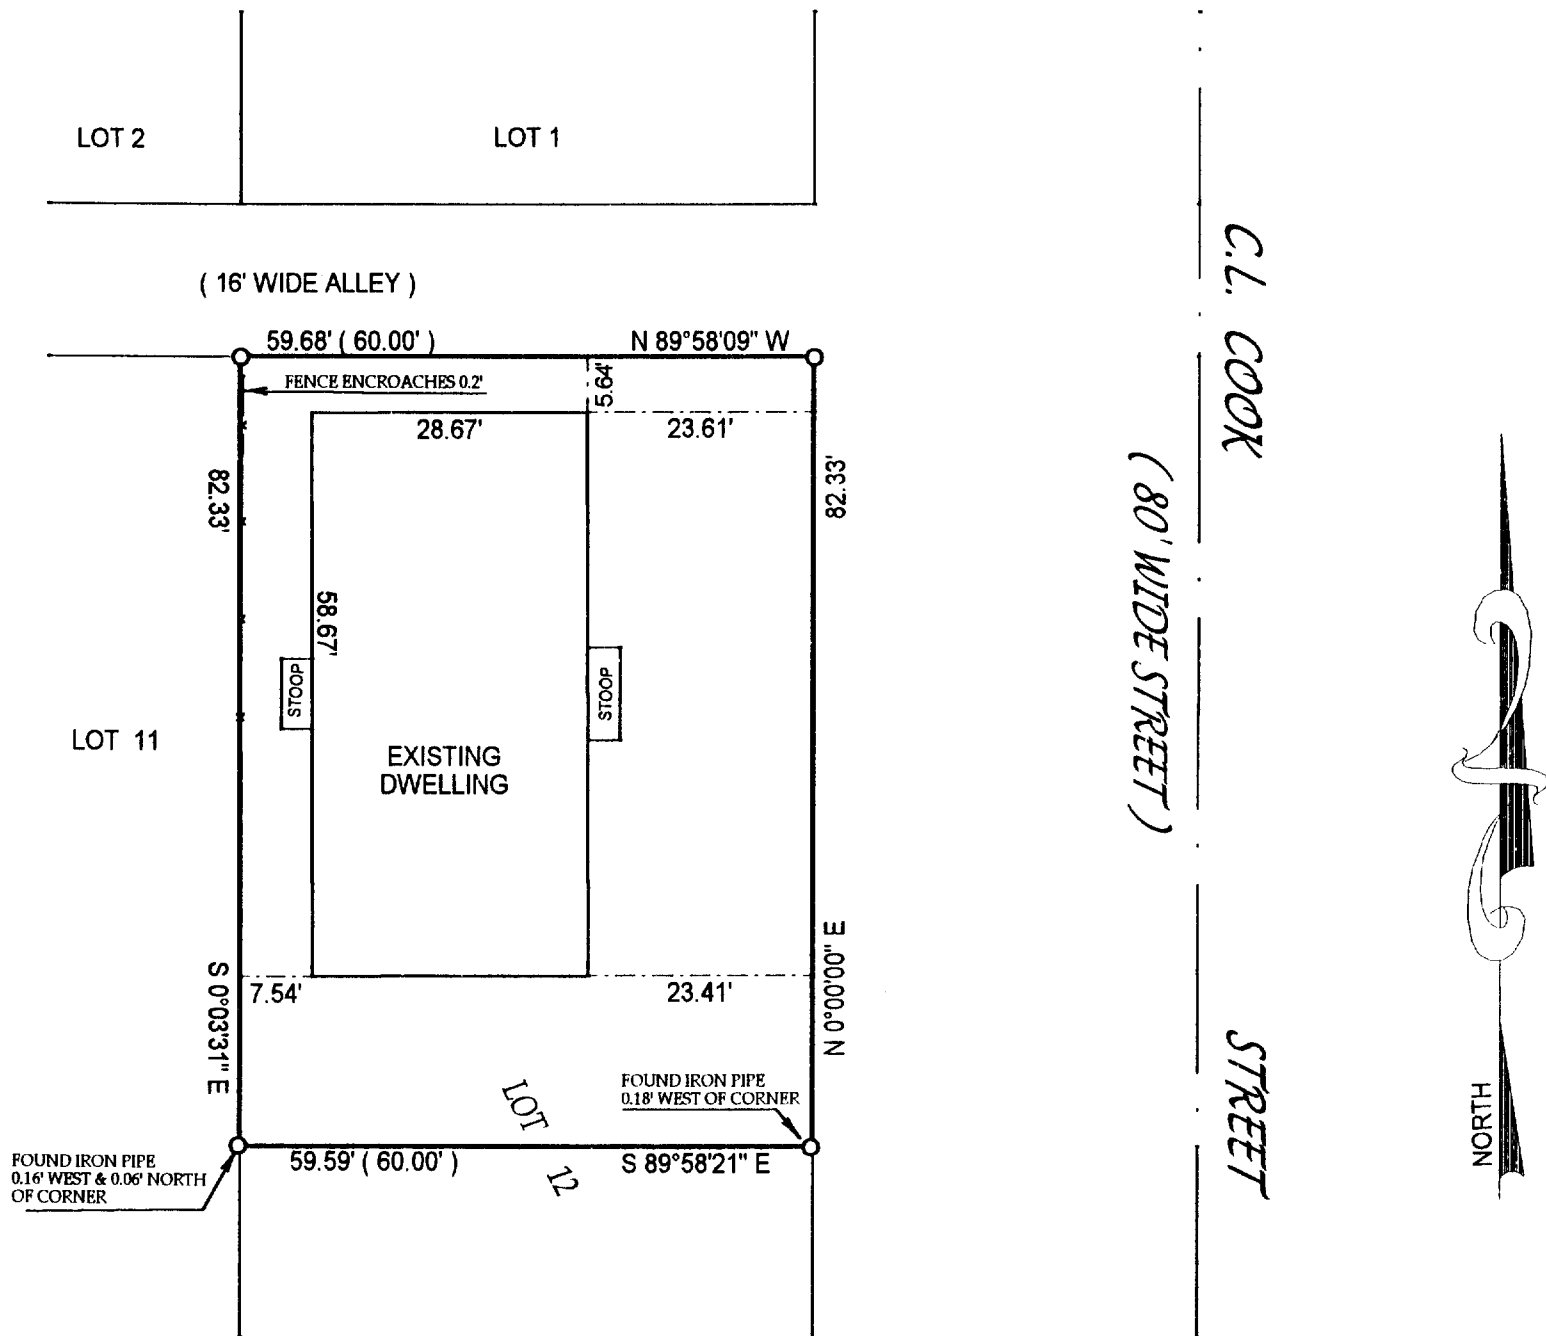 LOT 2
LOT 1
( 16' WIDE ALLEY )
59.68' ( 60.00' )
N 89°58'09" W
FENCE ENCROACHES 0.2'
5.64'
28.67'
23.61'
82.33'
82.33'
58.67'
STOOP
STOOP
LOT 11
EXISTING
DWELLING
7.54'
23.41'
S 0°03'31" E
N 0°00'00" E
LOT 12
FOUND IRON PIPE
0.18' WEST OF CORNER
59.59' ( 60.00' )
S 89°58'21" E
FOUND IRON PIPE
0.16' WEST & 0.06' NORTH
OF CORNER
C.L. COOK STREET
( 80' WIDE STREET )
NORTH